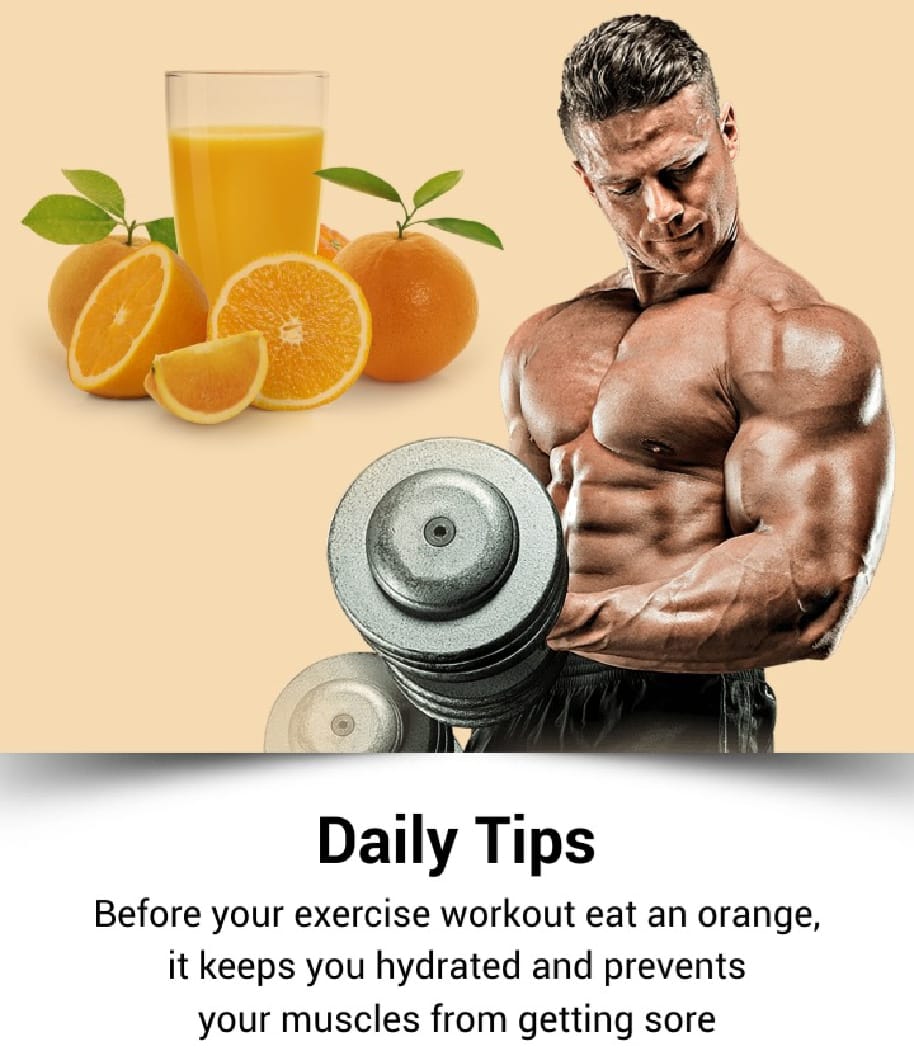 Daily Tips
Before your exercise workout eat an orange,
it keeps you hydrated and prevents
your muscles from getting sore